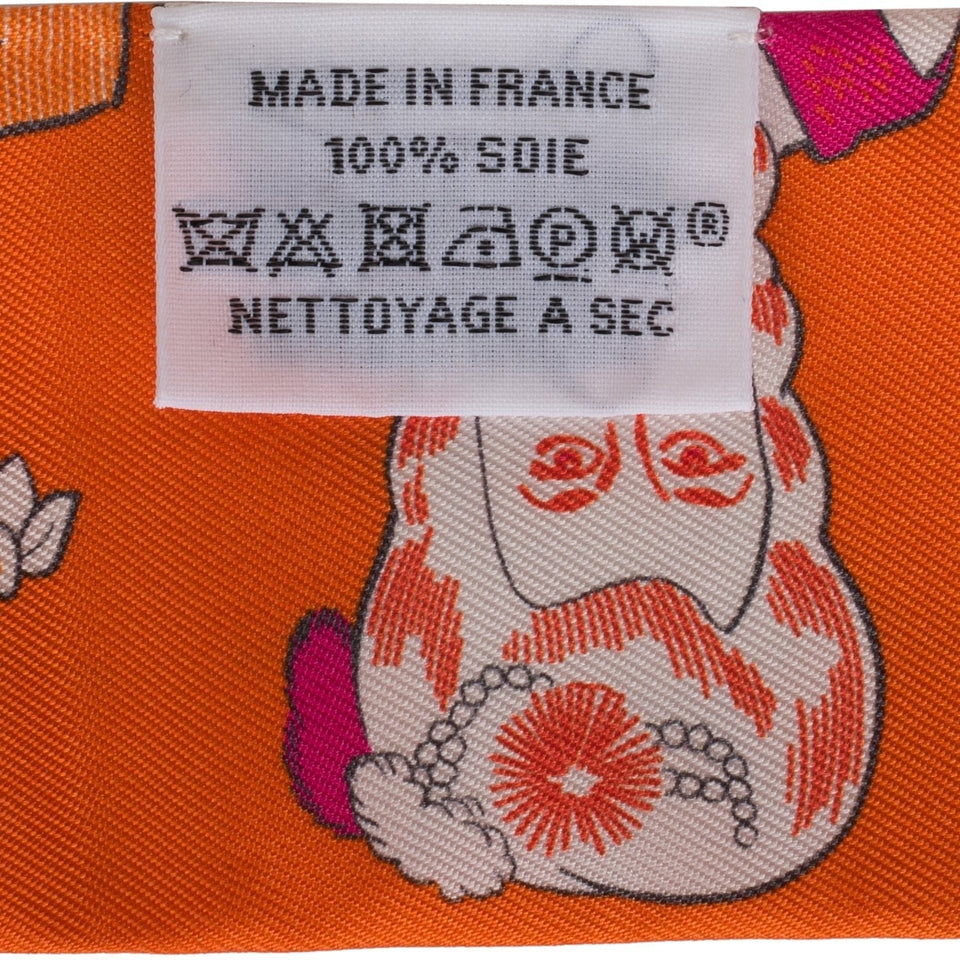 MADE IN FRANCE
100% SOIE
P W ®
NETTOYAGE A SEC